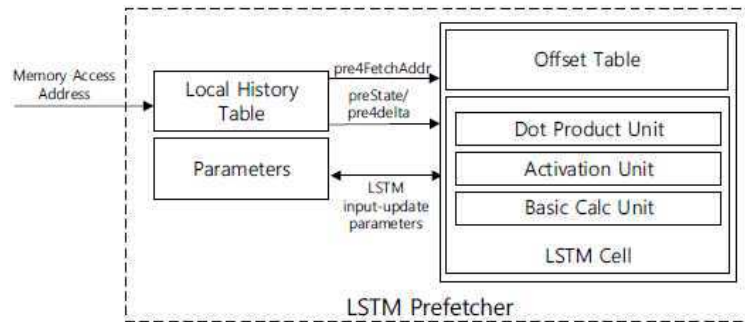 Memory Access
Address
Local History
Table
Parameters
pre4FetchAddr
preState/
pre4delta
LSTM
input-update
parameters
Offset Table
Dot Product Unit
Activation Unit
Basic Calc Unit
LSTM Cell
LSTM Prefetcher